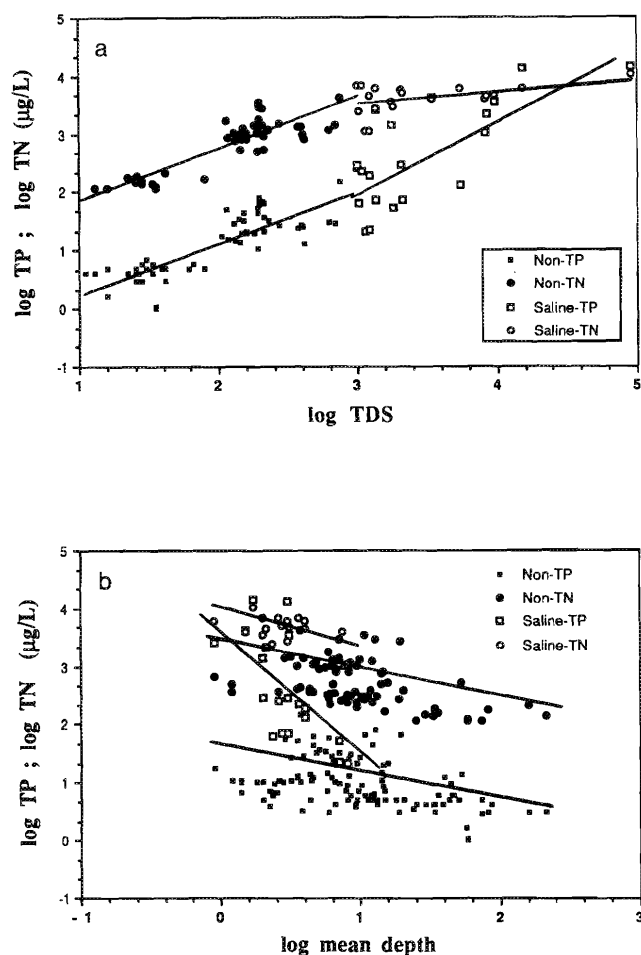 a
log TP ; log TN (µg/L)
5
4
3
2
1
0
-1
Non-TP
Non-TN
Saline-TP
Saline-TN
1
2
3
4
5
log TDS
b
log TP ; log TN (µg/L)
5
4
3
2
1
0
-1
Non-TP
Non-TN
Saline-TP
Saline-TN
-1
0
1
2
3
log mean depth